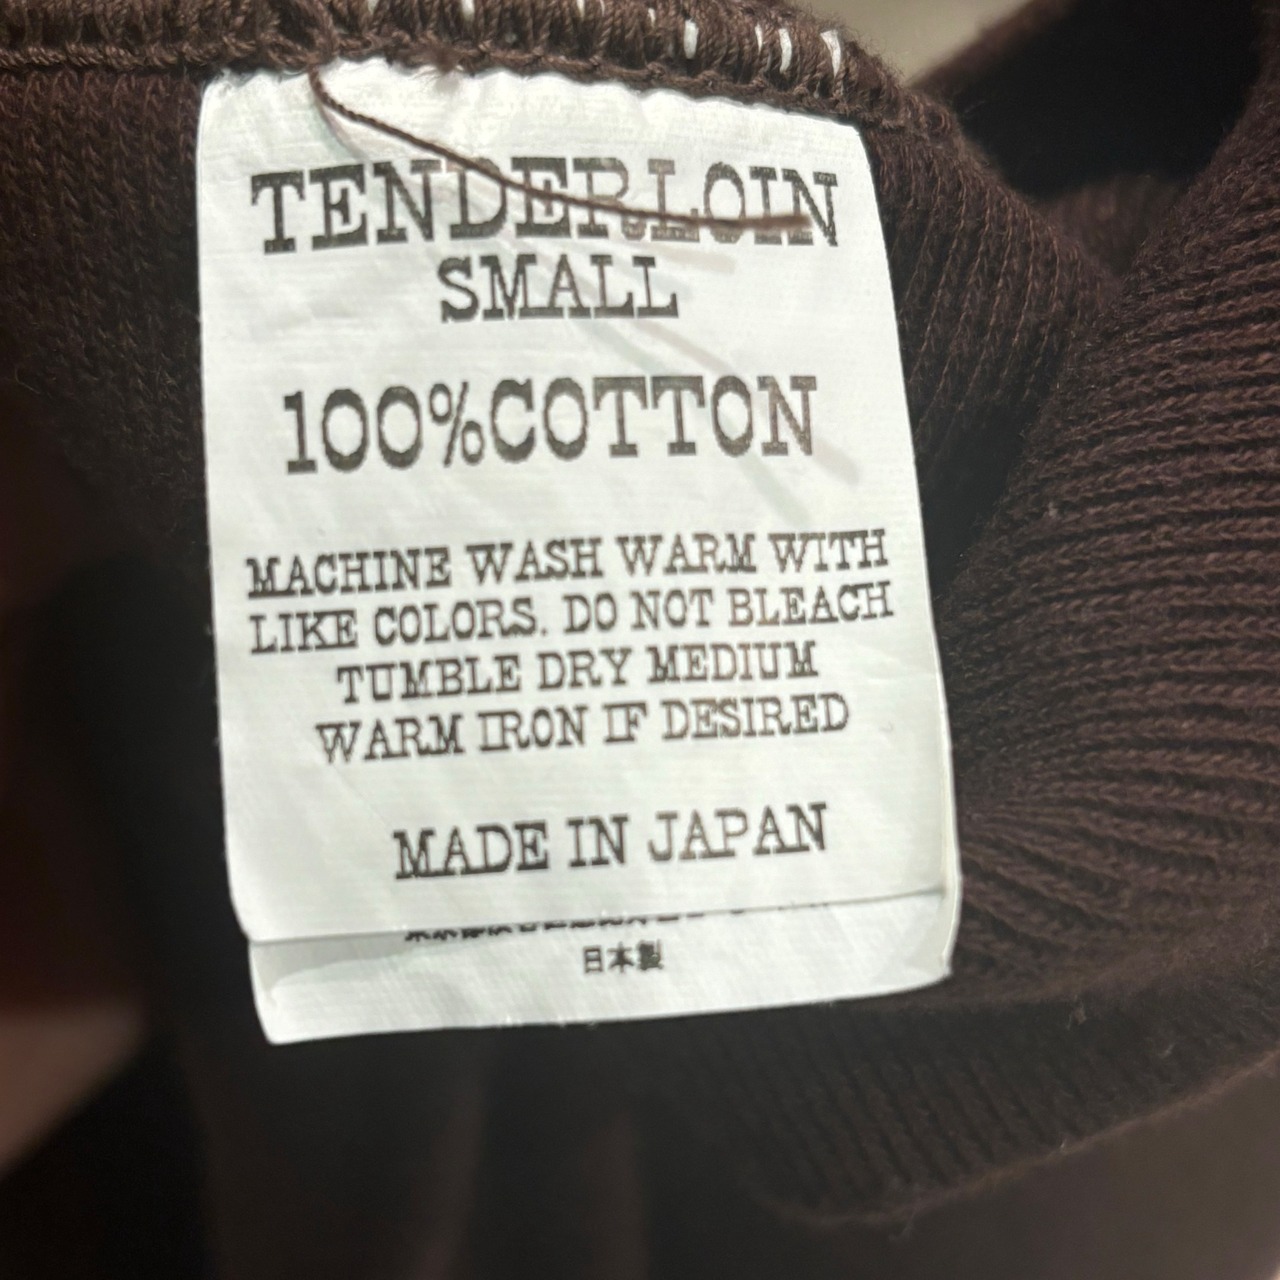 TENDERLOIN
SMALL
100%COTTON
MACHINE WASH WARM WITH
LIKE COLORS. DO NOT BLEACH
TUMBLE DRY MEDIUM
WARM IRON IF DESIRED
MADE IN JAPAN
日本製